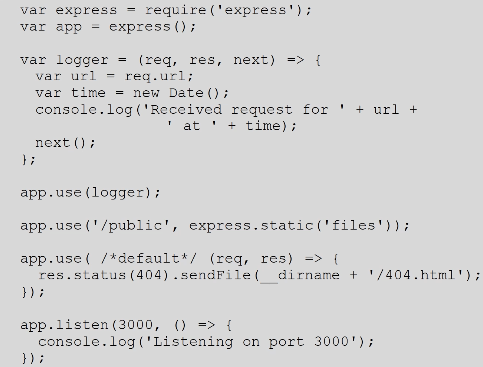 var express = require('express');
var app = express();

var logger = (req, res, next) => {
  var url = req.url;
  var time = new Date();
  console.log('Received request for ' + url +
              ' at ' + time);
  next();
};

app.use(logger);

app.use('/public', express.static('files'));

app.use( /*default*/ (req, res) => {
  res.status(404).sendFile(__dirname + '/404.html');
});

app.listen(3000, () => {
  console.log('Listening on port 3000');
});